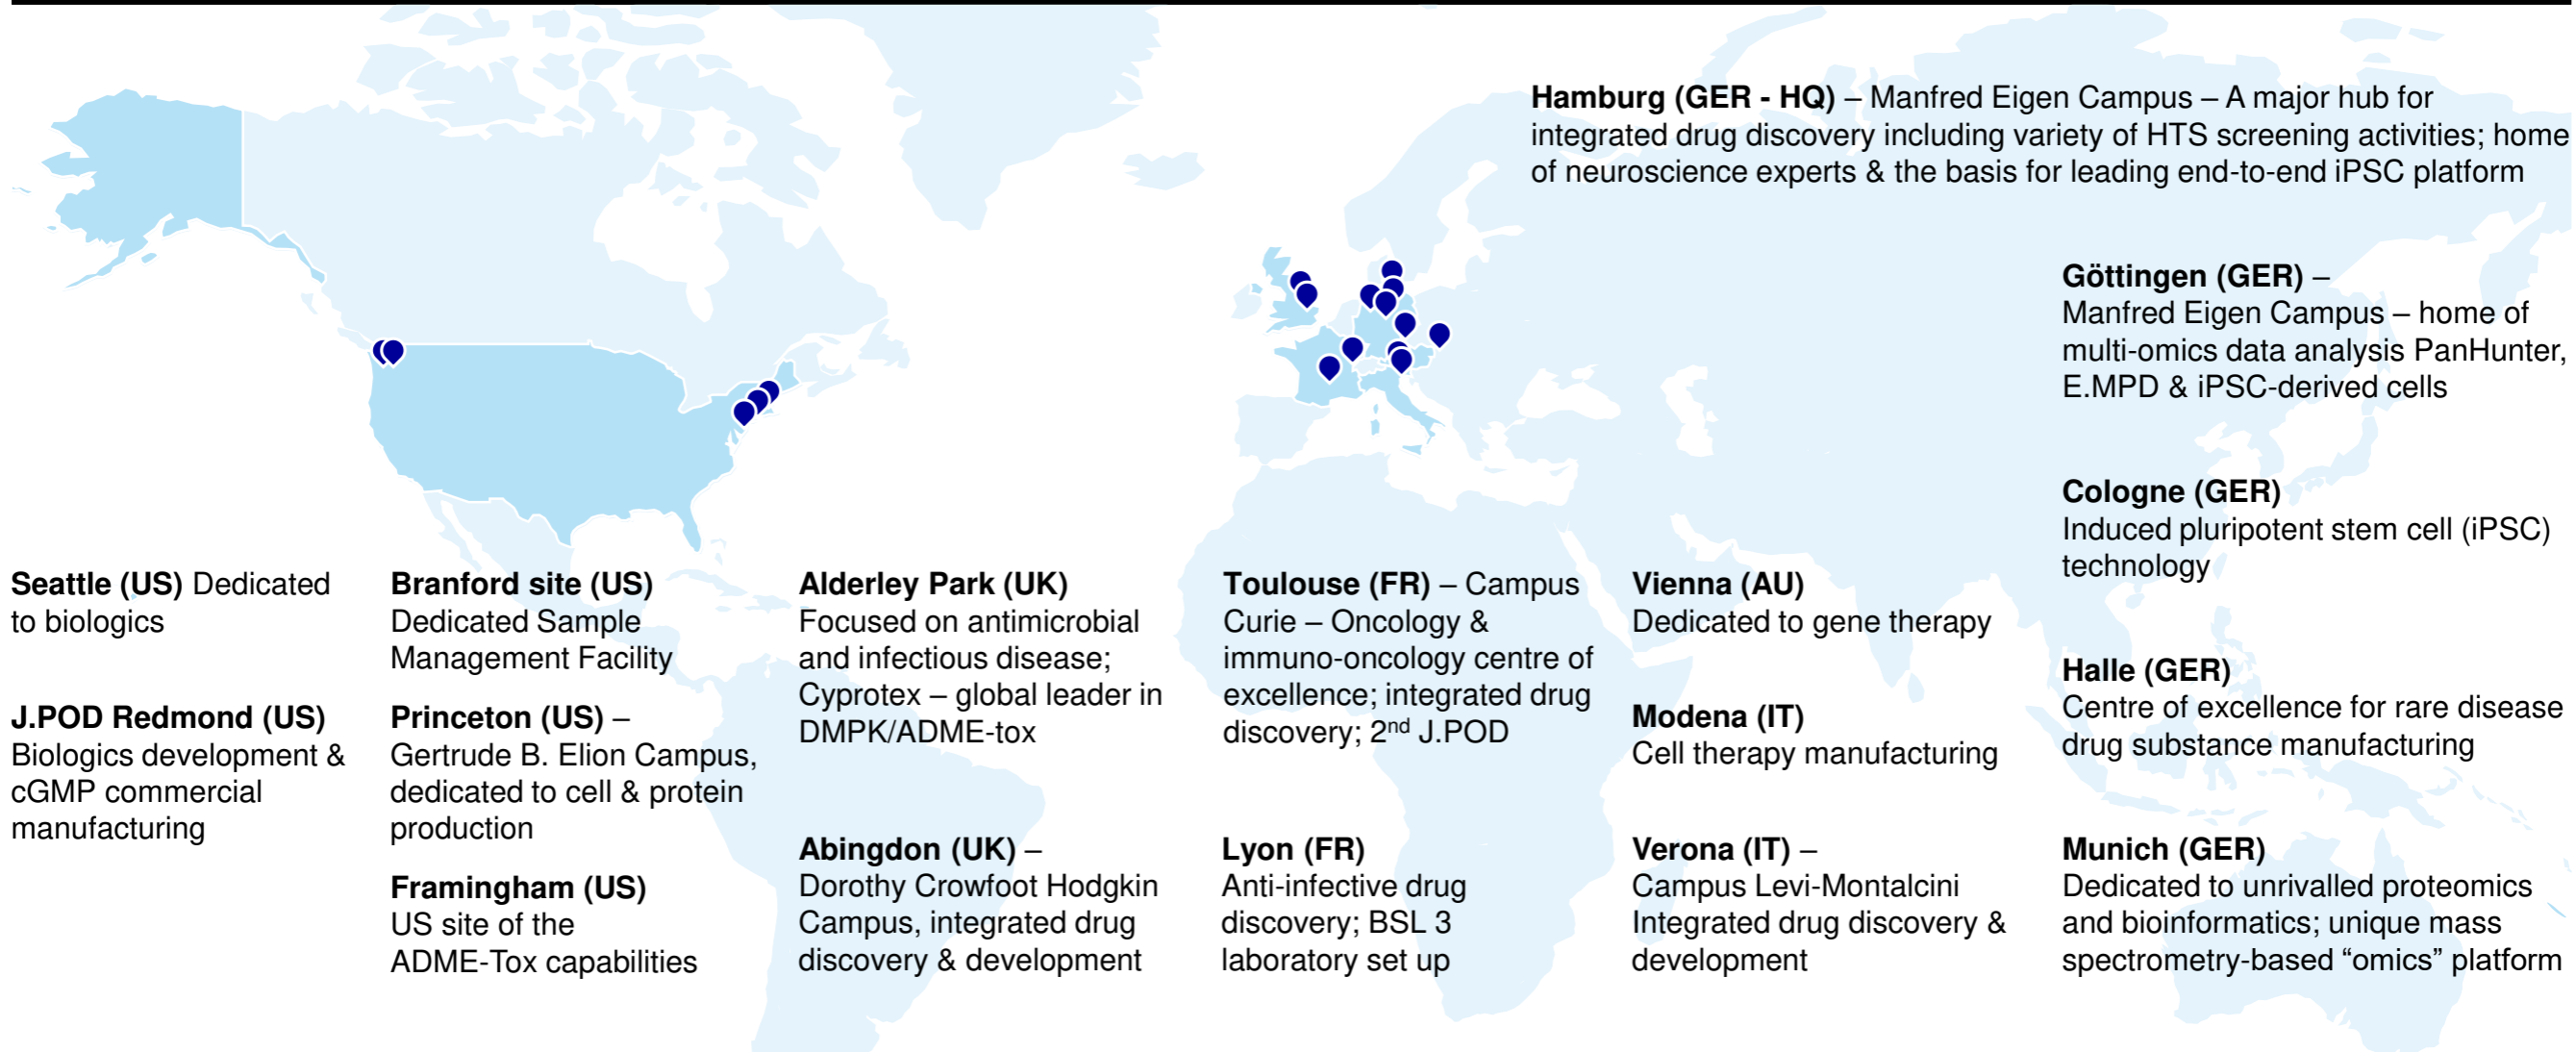 Hamburg (GER - HQ) – Manfred Eigen Campus – A major hub for
integrated drug discovery including variety of HTS screening activities; home
of neuroscience experts & the basis for leading end-to-end iPSC platform
Göttingen (GER) –
Manfred Eigen Campus – home of
multi-omics data analysis PanHunter,
E.MPD & iPSC-derived cells
Cologne (GER)
Induced pluripotent stem cell (iPSC)
technology
Seattle (US) Dedicated
to biologics
J.POD Redmond (US)
Biologics development &
cGMP commercial
manufacturing
Branford site (US)
Dedicated Sample
Management Facility
Princeton (US) –
Gertrude B. Elion Campus,
dedicated to cell & protein
production
Framingham (US)
US site of the
ADME-Tox capabilities
Alderley Park (UK)
Focused on antimicrobial
and infectious disease;
Cyprotex – global leader in
DMPK/ADME-tox
Abingdon (UK) –
Dorothy Crowfoot Hodgkin
Campus, integrated drug
discovery & development
Toulouse (FR) – Campus
Curie – Oncology &
immuno-oncology centre of
excellence; integrated drug
discovery; 2nd J.POD
Lyon (FR)
Anti-infective drug
discovery; BSL 3
laboratory set up
Vienna (AU)
Dedicated to gene therapy
Modena (IT)
Cell therapy manufacturing
Verona (IT) –
Campus Levi-Montalcini
Integrated drug discovery &
development
Halle (GER)
Centre of excellence for rare disease
drug substance manufacturing
Munich (GER)
Dedicated to unrivalled proteomics
and bioinformatics; unique mass
spectrometry-based “omics” platform